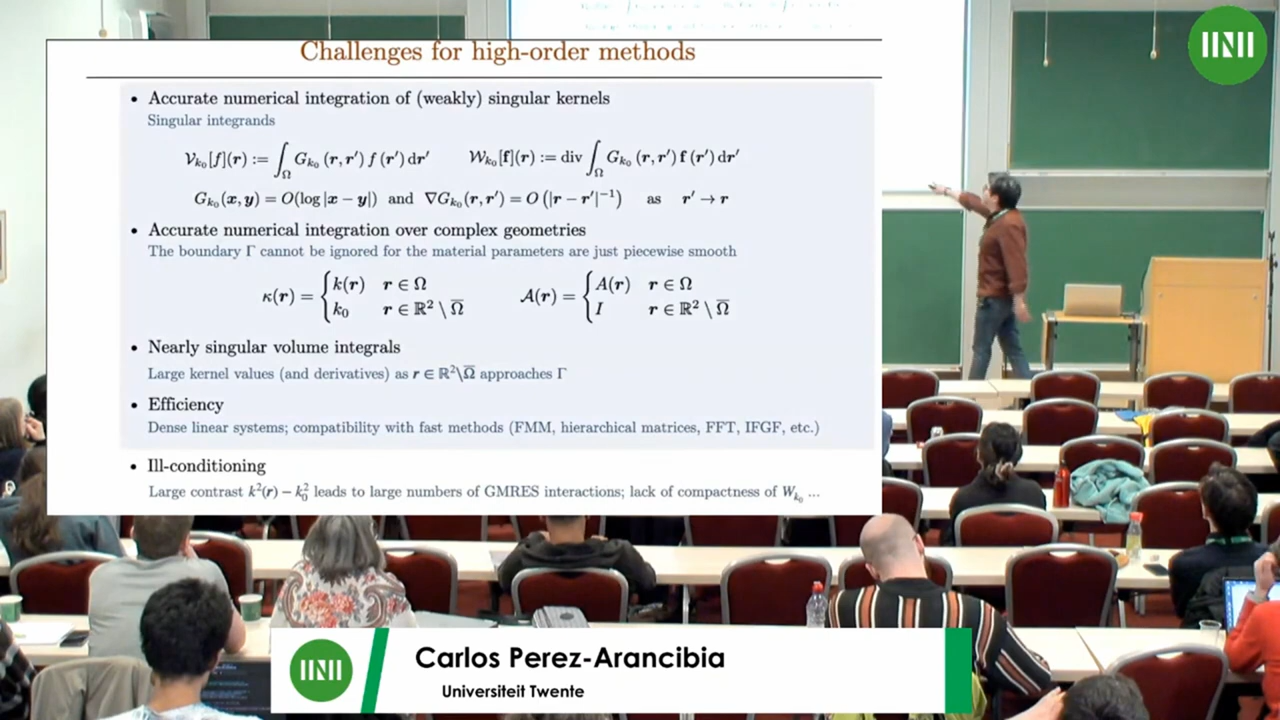 Challenges for high-order methods
• Accurate numerical integration of (weakly) singular kernels
Singular integrands
𝒱_{k₀}[f](r) := ∫_Ω G_{k₀}(r, r′) f(r′) dr′    𝒲_{k₀}[f](r) := div ∫_Ω G_{k₀}(r, r′) f(r′) dr′
G_{k₀}(x, y) = O(log |x − y|) and ∇G_{k₀}(r, r′) = O(|r − r′|⁻¹) as r′ → r
• Accurate numerical integration over complex geometries
The boundary Γ cannot be ignored for the material parameters are just piecewise smooth
κ(r) = { k(r) r ∈ Ω    𝒜(r) = { A(r) r ∈ Ω
k₀ r ∈ ℝ² \ Ω̅    I r ∈ ℝ² \ Ω̅
• Nearly singular volume integrals
Large kernel values (and derivatives) as r ∈ ℝ²\Ω̅ approaches Γ
• Efficiency
Dense linear systems; compatibility with fast methods (FMM, hierarchical matrices, FFT, IFGF, etc.)
• Ill-conditioning
Large contrast k²(r) − k₀² leads to large numbers of GMRES interactions; lack of compactness of W_{k₀} ...
Carlos Perez-Arancibia
Universiteit Twente